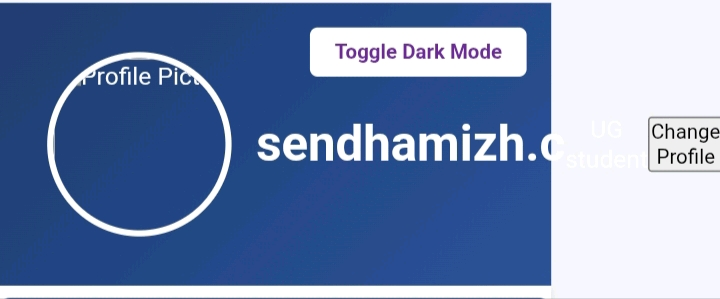 Toggle Dark Mode
Profile Pict
sendhamizh.c
UG
student
Change
Profile